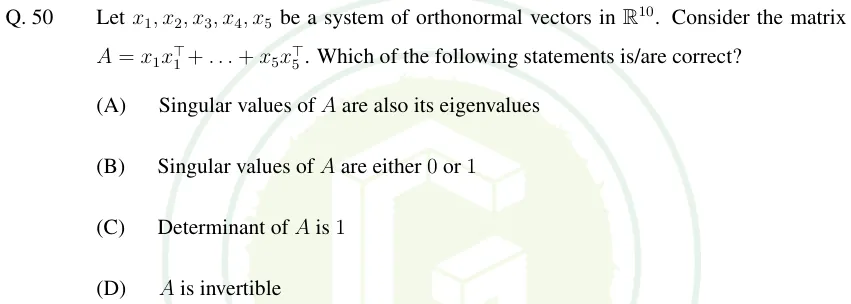 Q. 50 Let x₁, x₂, x₃, x₄, x₅ be a system of orthonormal vectors in ℝ¹⁰. Consider the matrix
A = x₁x₁ᵀ + . . . + x₅x₅ᵀ. Which of the following statements is/are correct?
(A) Singular values of A are also its eigenvalues
(B) Singular values of A are either 0 or 1
(C) Determinant of A is 1
(D) A is invertible